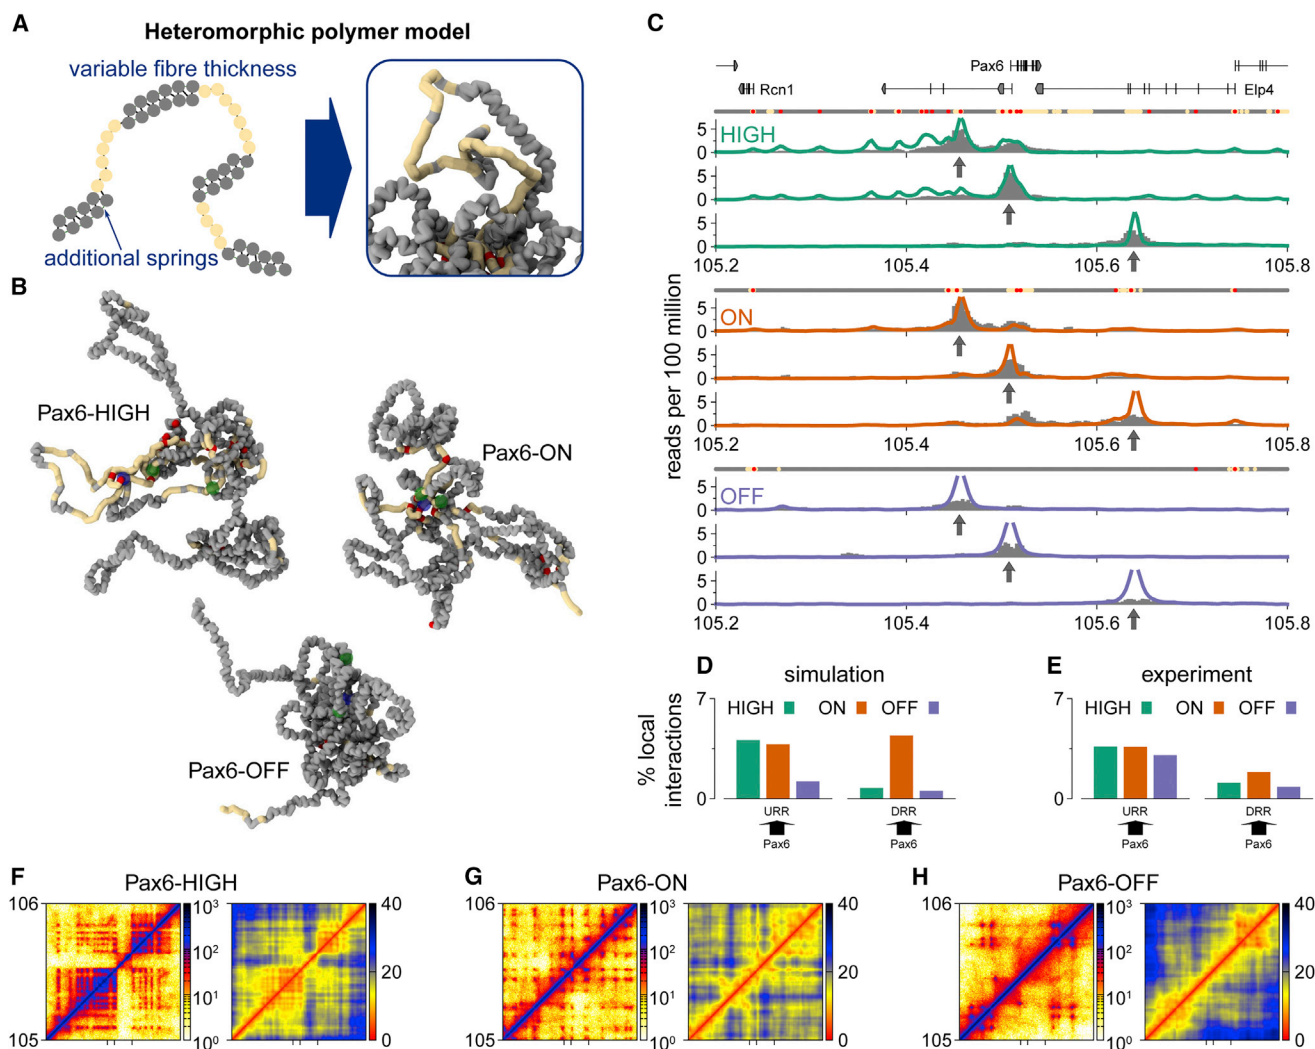 A
Heteromorphic polymer model
variable fibre thickness
additional springs
B
Pax6-HIGH
Pax6-ON
Pax6-OFF
C
Pax6
Rcn1
Elp4
reads per 100 million
HIGH
5
0
5
0
5
0
105.2 105.4 105.6 105.8
ON
5
0
5
0
5
0
105.2 105.4 105.6 105.8
OFF
5
0
5
0
5
0
105.2 105.4 105.6 105.8
D
simulation
7
HIGH ON OFF
% local
interactions
0
URR DRR
Pax6 Pax6
E
experiment
7
HIGH ON OFF
0
URR DRR
Pax6 Pax6
F
Pax6-HIGH
106
105
10³
10²
10¹
10⁰
40
20
0
G
Pax6-ON
106
105
10³
10²
10¹
10⁰
40
20
0
H
Pax6-OFF
106
105
10³
10²
10¹
10⁰
40
20
0